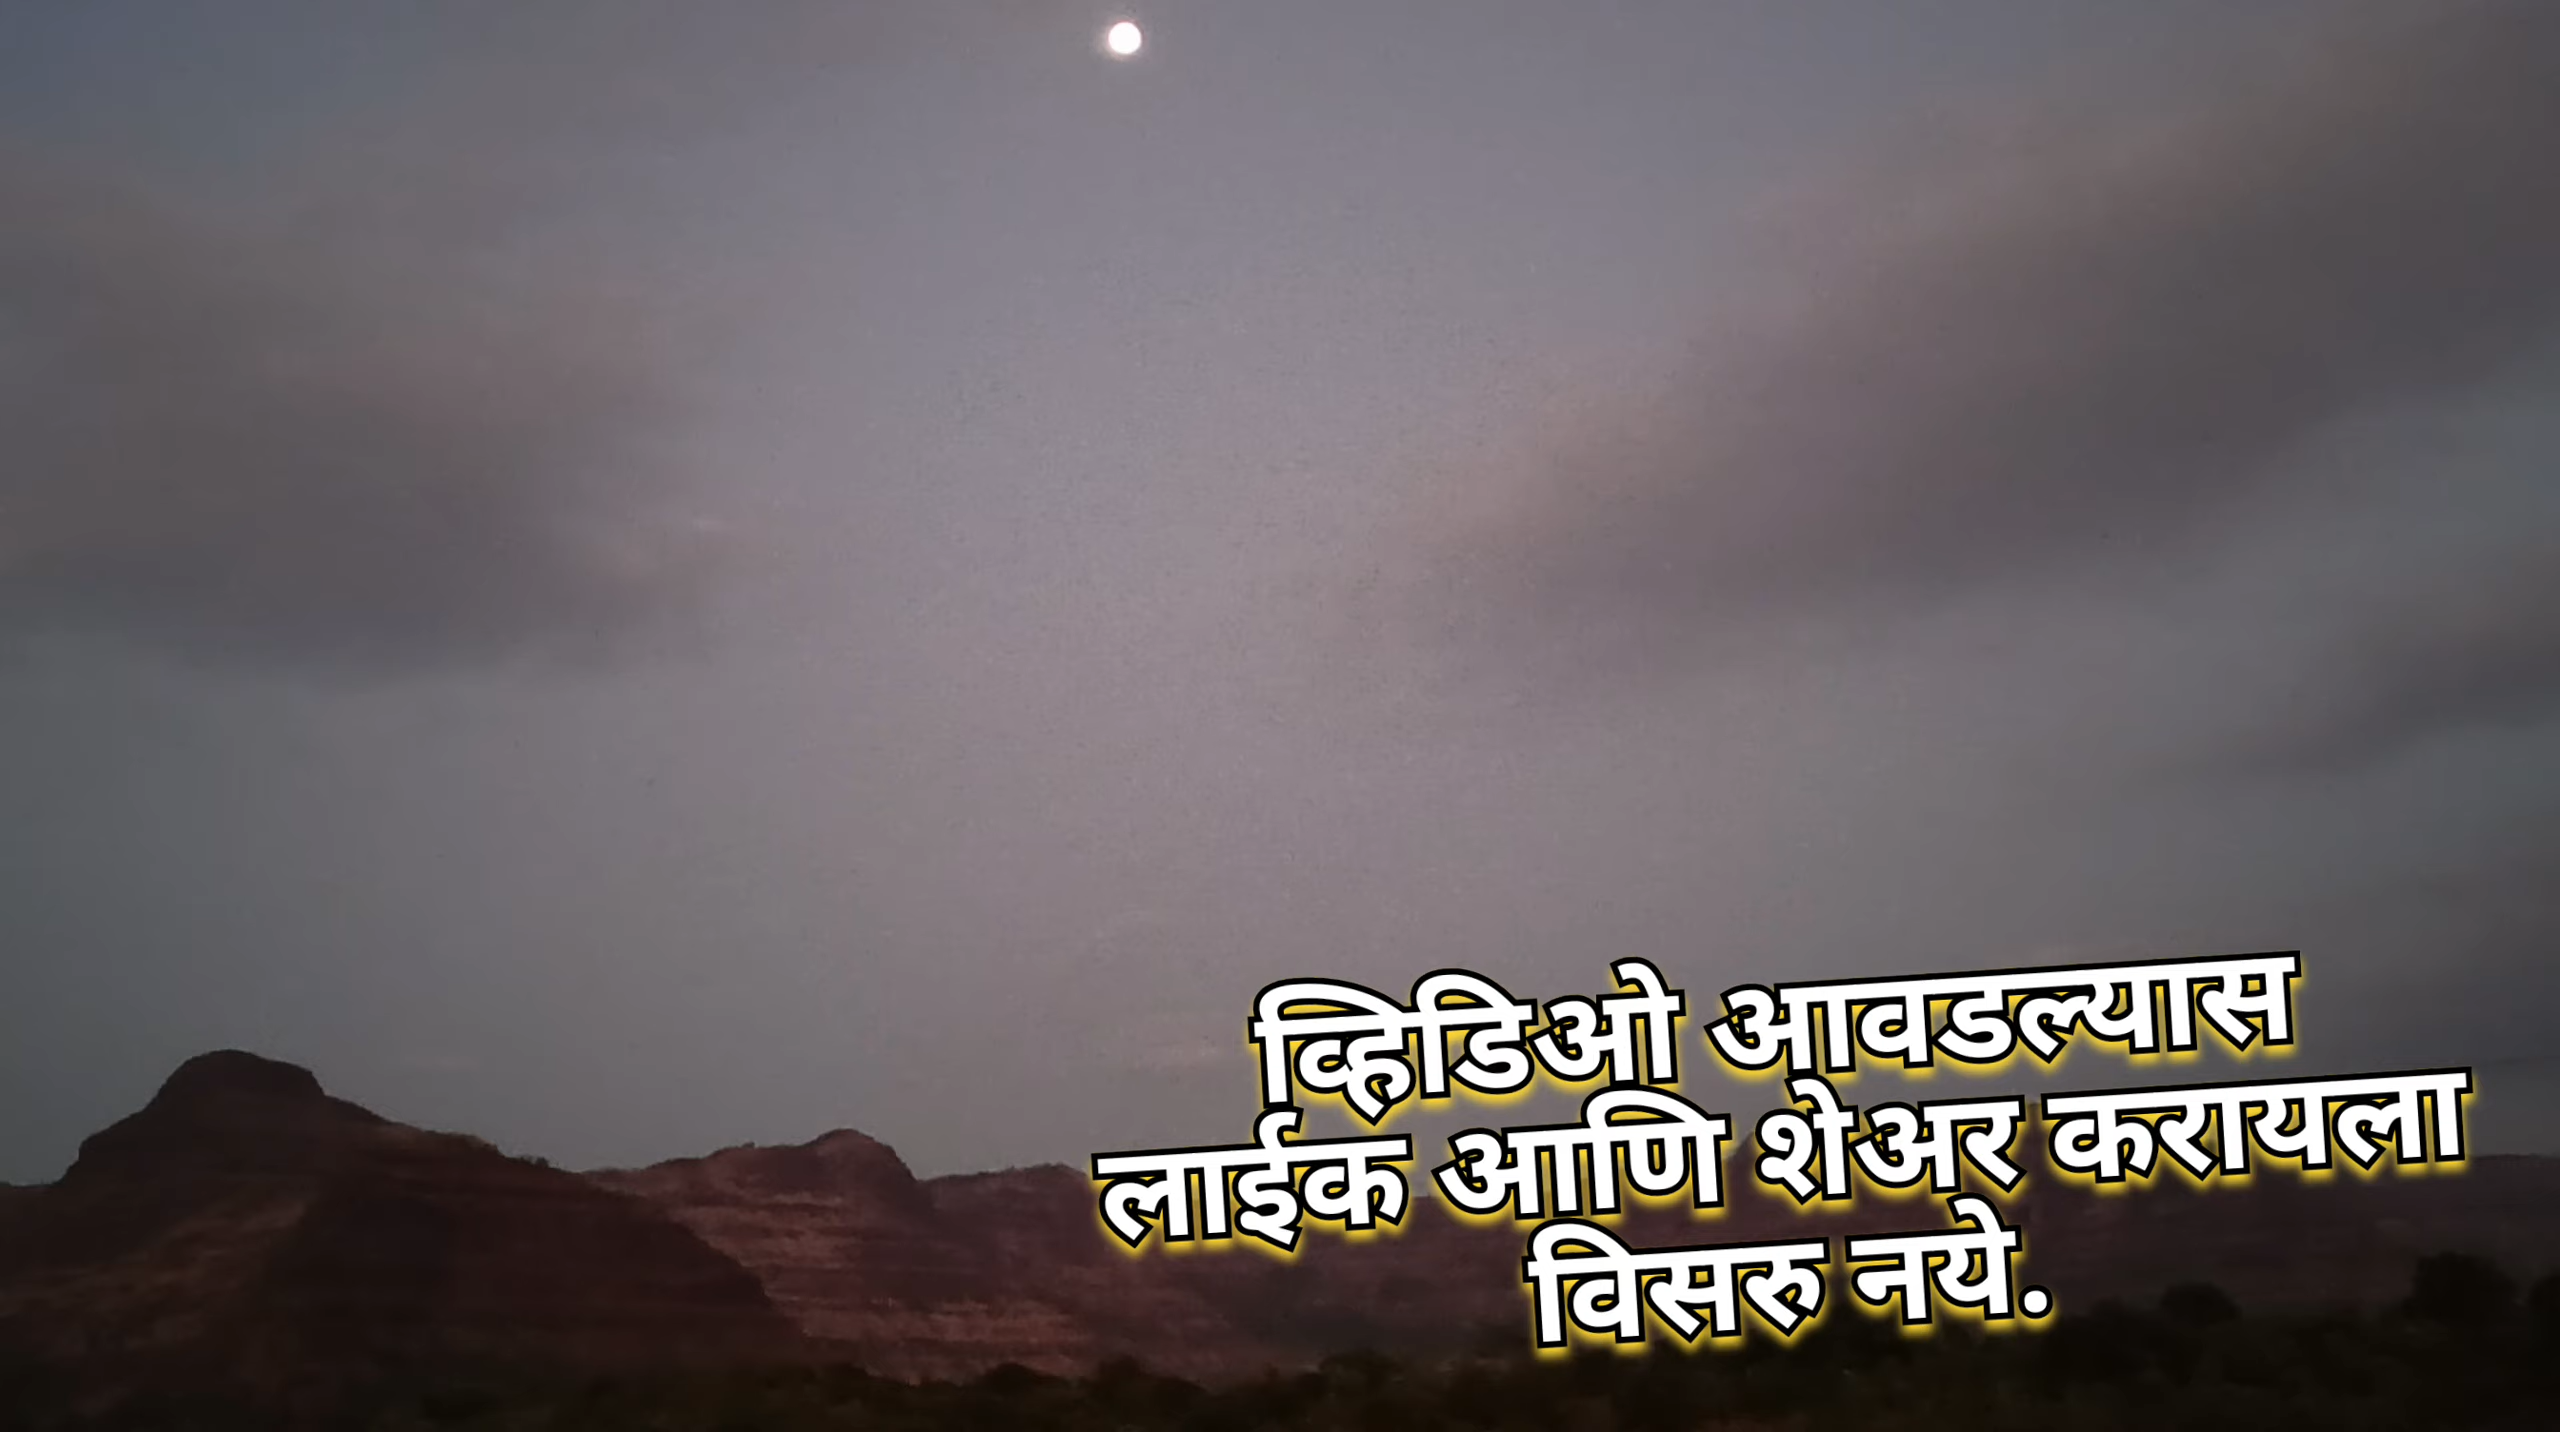 व्हिडिओ आवडल्यास
लाईक आणि शेअर करायला
विसरु नये.